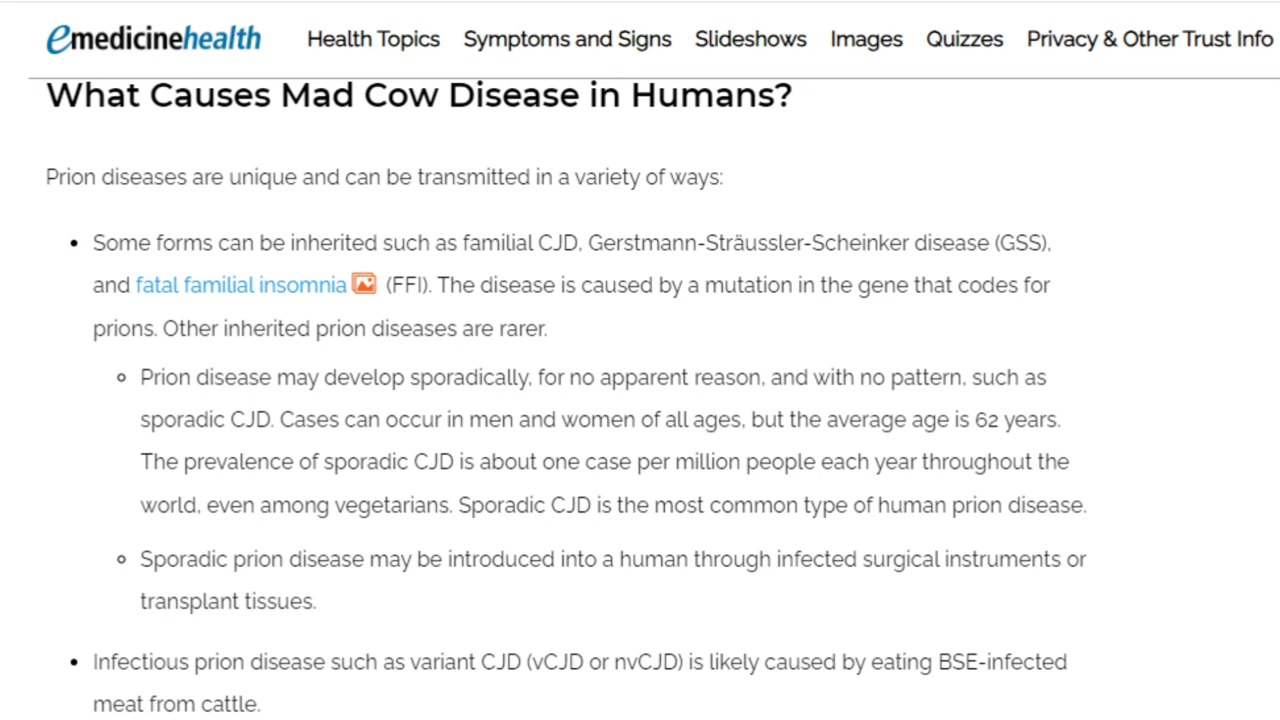 emedicinehealth Health Topics Symptoms and Signs Slideshows Images Quizzes Privacy & Other Trust Info
What Causes Mad Cow Disease in Humans?
Prion diseases are unique and can be transmitted in a variety of ways:
• Some forms can be inherited such as familial CJD, Gerstmann-Sträussler-Scheinker disease (GSS),
and fatal familial insomnia (FFI). The disease is caused by a mutation in the gene that codes for
prions. Other inherited prion diseases are rarer.
◦ Prion disease may develop sporadically, for no apparent reason, and with no pattern, such as
sporadic CJD. Cases can occur in men and women of all ages, but the average age is 62 years.
The prevalence of sporadic CJD is about one case per million people each year throughout the
world, even among vegetarians. Sporadic CJD is the most common type of human prion disease.
◦ Sporadic prion disease may be introduced into a human through infected surgical instruments or
transplant tissues.
• Infectious prion disease such as variant CJD (vCJD or nvCJD) is likely caused by eating BSE-infected
meat from cattle.